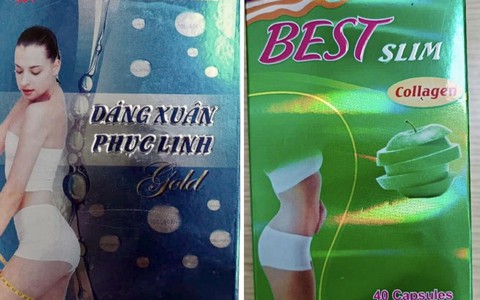 DÁNG XUÂN
PHỤC LINH
Gold
BEST SLIM
Collagen
40 Capsules